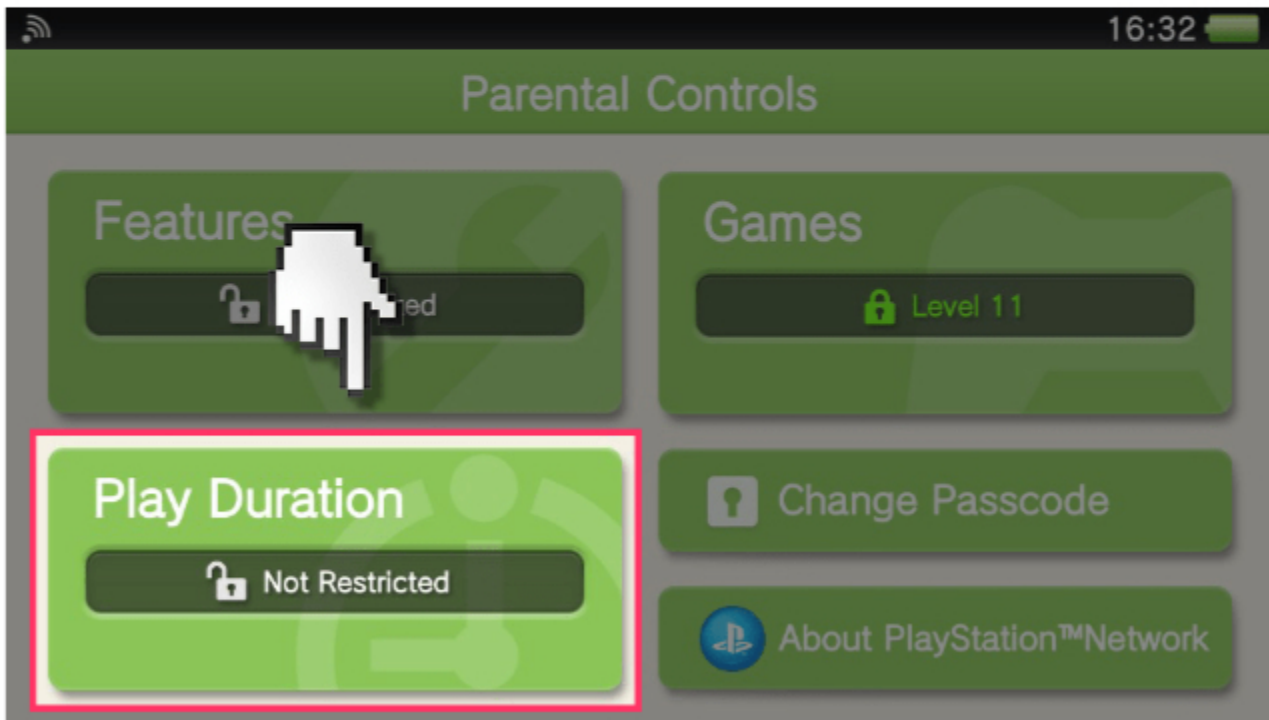 16:32
Parental Controls
Features
Games
Level 11
Play Duration
Not Restricted
Change Passcode
About PlayStation™Network